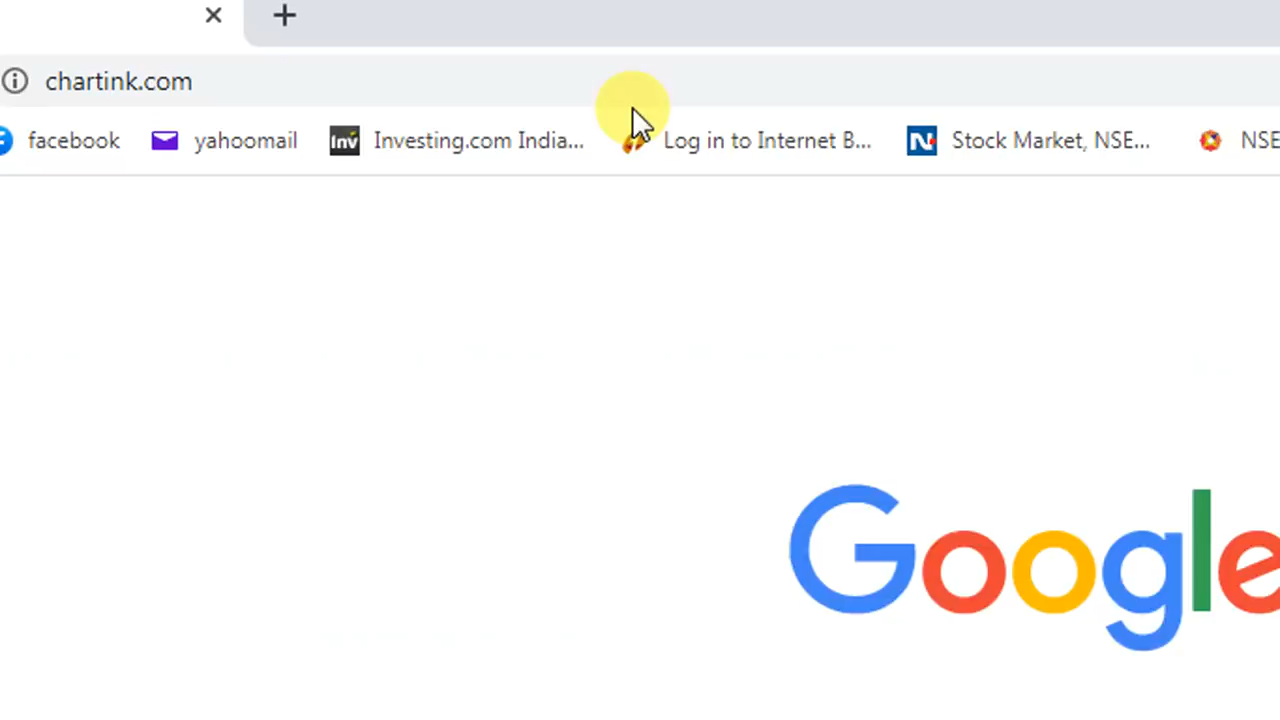 chartink.com
facebook yahoomail Investing.com India... Log in to Internet B... Stock Market, NSE... NSE
Google